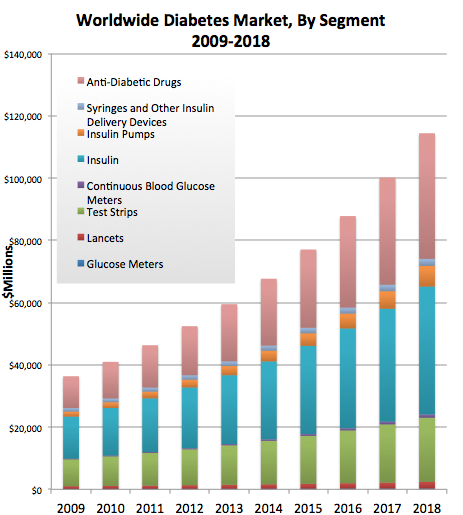 Worldwide Diabetes Market, By Segment
2009-2018
$140,000
$120,000
$100,000
$80,000
$60,000
$40,000
$20,000
$0
$Millions
Anti-Diabetic Drugs
Syringes and Other Insulin
Delivery Devices
Insulin Pumps
Insulin
Continuous Blood Glucose
Meters
Test Strips
Lancets
Glucose Meters
2009 2010 2011 2012 2013 2014 2015 2016 2017 2018